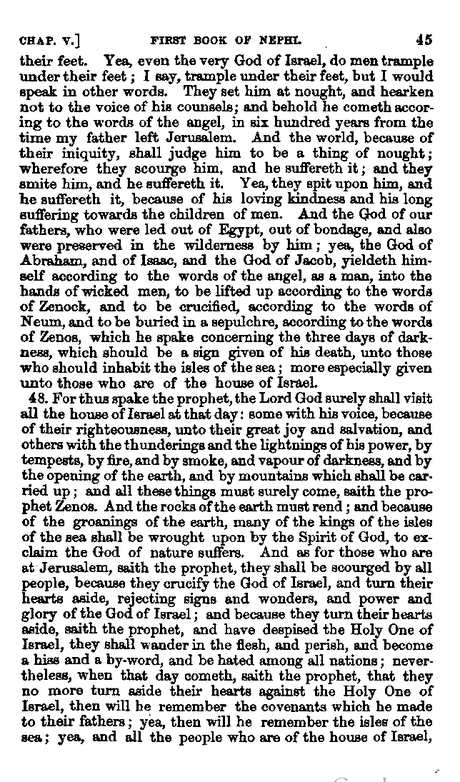 CHAP. V.] FIRST BOOK OF NEPHI. 45
their feet. Yea, even the very God of Israel, do men trample
under their feet; I say, trample under their feet, but I would
speak in other words. They set him at nought, and hearken
not to the voice of his counsels; and behold he cometh accor-
ing to the words of the angel, in six hundred years from the
time my father left Jerusalem. And the world, because of
their iniquity, shall judge him to be a thing of nought;
wherefore they scourge him, and he suffereth it; and they
smite him, and he suffereth it. Yea, they spit upon him, and
he suffereth it, because of his loving kindness and his long
suffering towards the children of men. And the God of our
fathers, who were led out of Egypt, out of bondage, and also
were preserved in the wilderness by him; yea, the God of
Abraham, and of Isaac, and the God of Jacob, yieldeth him-
self according to the words of the angel, as a man, into the
hands of wicked men, to be lifted up according to the words
of Zenock, and to be crucified, according to the words of
Neum, and to be buried in a sepulchre, according to the words
of Zenos, which he spake concerning the three days of dark-
ness, which should be a sign given of his death, unto those
who should inhabit the isles of the sea; more especially given
unto those who are of the house of Israel.
48. For thus spake the prophet, the Lord God surely shall visit
all the house of Israel at that day: some with his voice, because
of their righteousness, unto their great joy and salvation, and
others with the thunderings and the lightnings of his power, by
tempests, by fire, and by smoke, and vapour of darkness, and by
the opening of the earth, and by mountains which shall be car-
ried up; and all these things must surely come, saith the pro-
phet Zenos. And the rocks of the earth must rend; and because
of the groanings of the earth, many of the kings of the isles
of the sea shall be wrought upon by the Spirit of God, to ex-
claim the God of nature suffers. And as for those who are
at Jerusalem, saith the prophet, they shall be scourged by all
people, because they crucify the God of Israel, and turn their
hearts aside, rejecting signs and wonders, and power and
glory of the God of Israel; and because they turn their hearts
aside, saith the prophet, and have despised the Holy One of
Israel, they shall wander in the flesh, and perish, and become
a hiss and a by-word, and be hated among all nations; never-
theless, when that day cometh, saith the prophet, that they
no more turn aside their hearts against the Holy One of
Israel, then will he remember the covenants which he made
to their fathers; yea, then will he remember the isles of the
sea; yea, and all the people who are of the house of Israel,